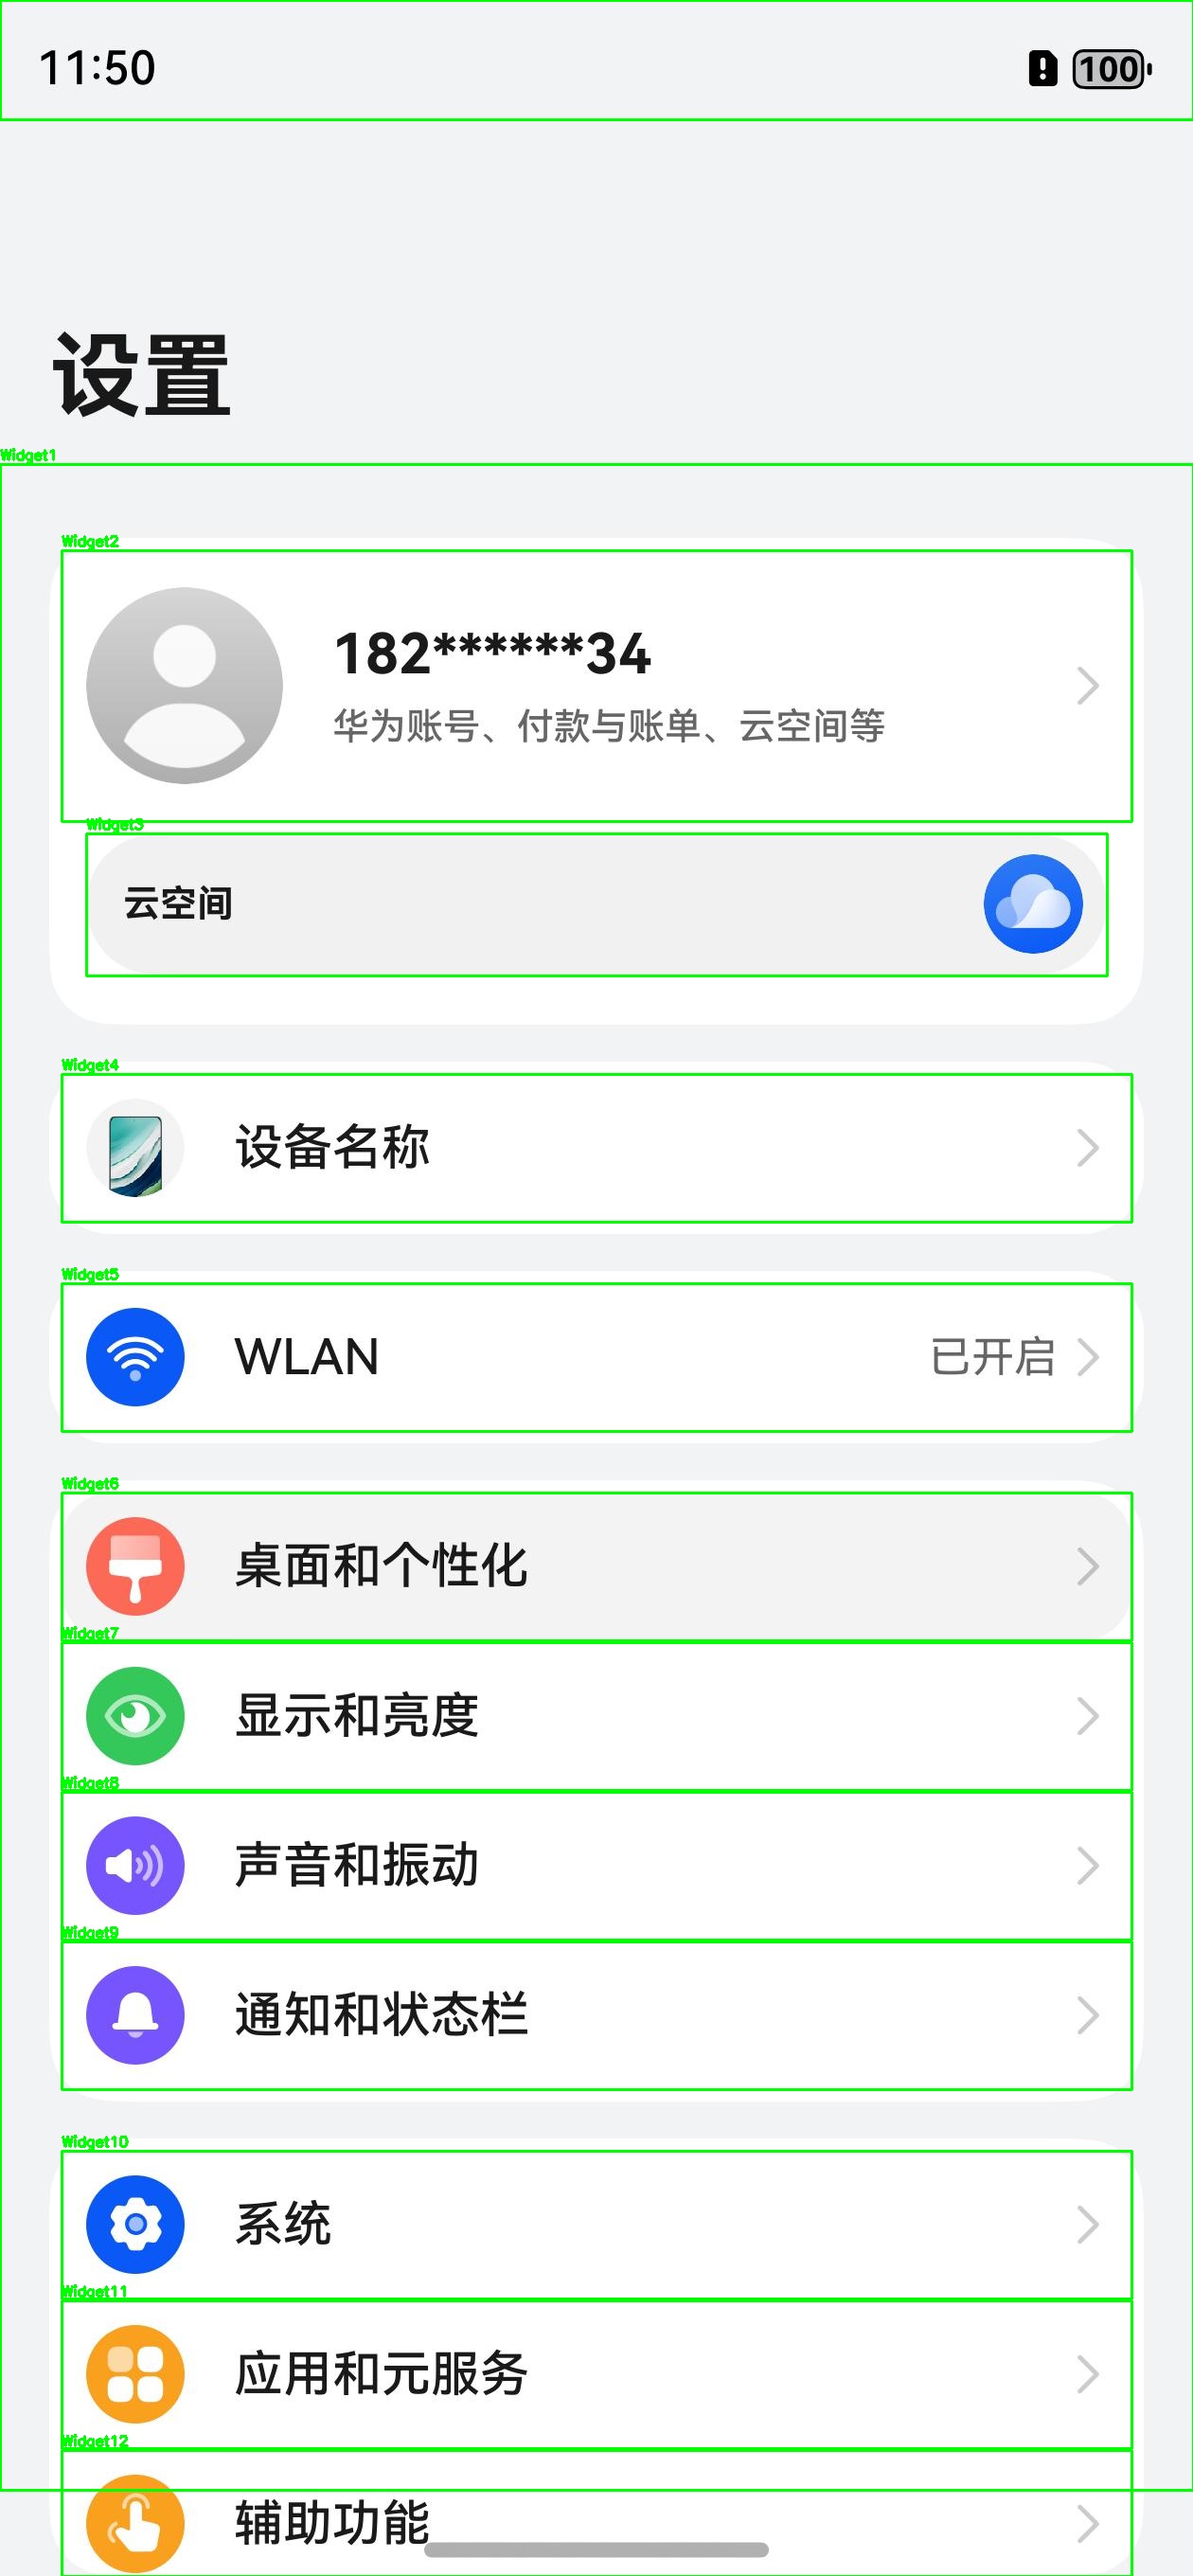 11:50
100
设置
Widget1
Widget2
182******34
华为账号、付款与账单、云空间等
Widget3
云空间
Widget4
设备名称
Widget5
WLAN 已开启
Widget6
桌面和个性化
Widget7
显示和亮度
Widget8
声音和振动
Widget9
通知和状态栏
Widget10
系统
Widget11
应用和元服务
Widget12
辅助功能